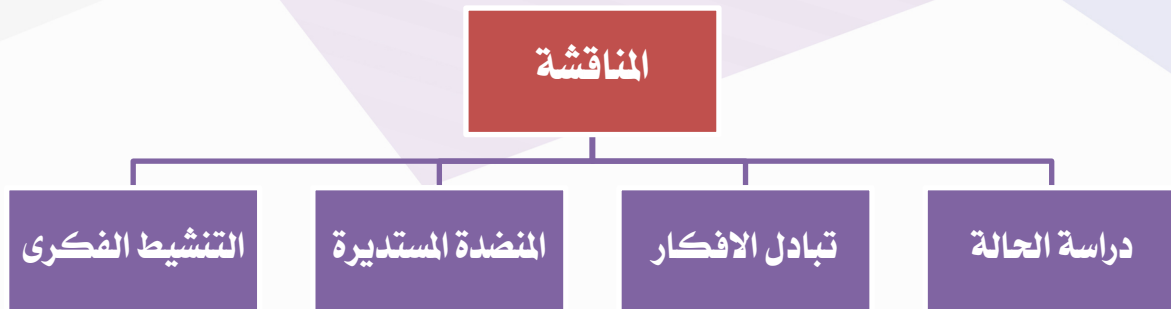 المناقشة
دراسة الحالة
تبادل الافكار
المنضدة المستديرة
التنشيط الفكرى